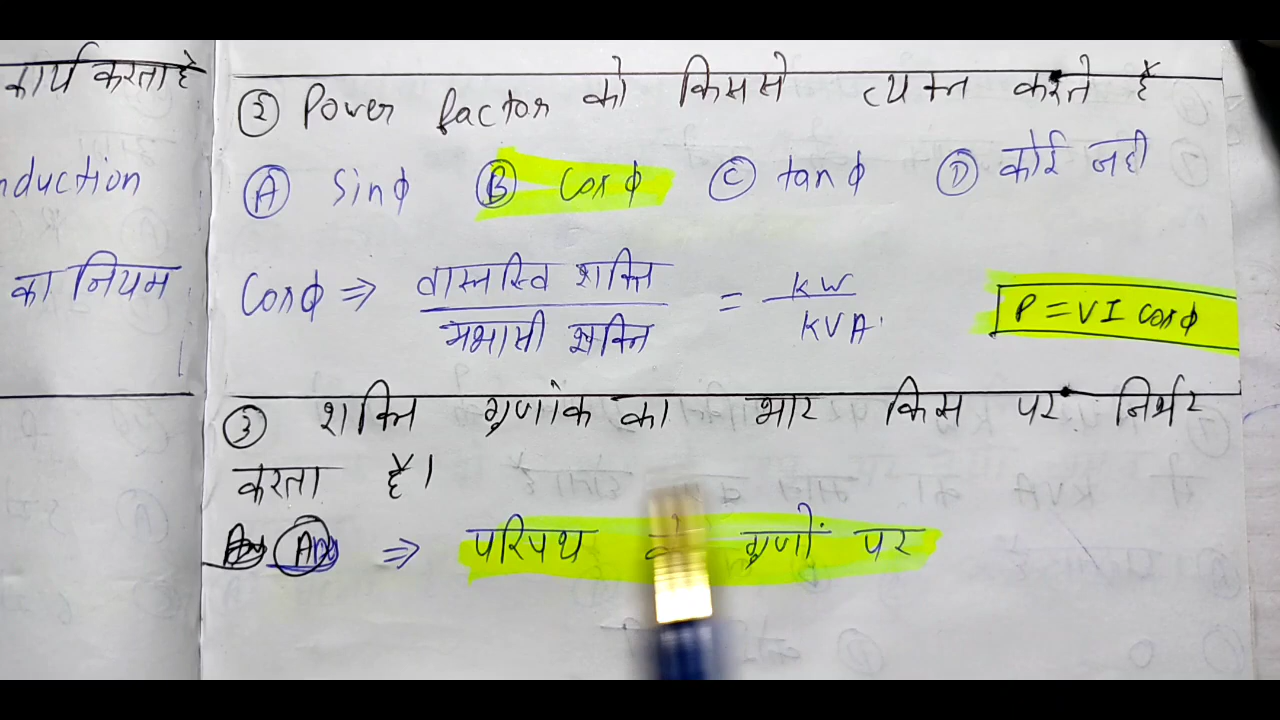 कार्य करता है
nduction
का नियम
② Power factor को किससे व्यक्त करते है
Ⓐ Sinϕ Ⓑ Cosϕ Ⓒ tanϕ Ⓓ कोई नही
Cosϕ ⇒ वास्तविक शक्ति / आभासी शक्ति = KW / KVA
P = VI cosϕ
③ शक्ति गुणांक का भार किस पर निर्भर
करता है।
Ans ⇒ परिपथ के गुणों पर